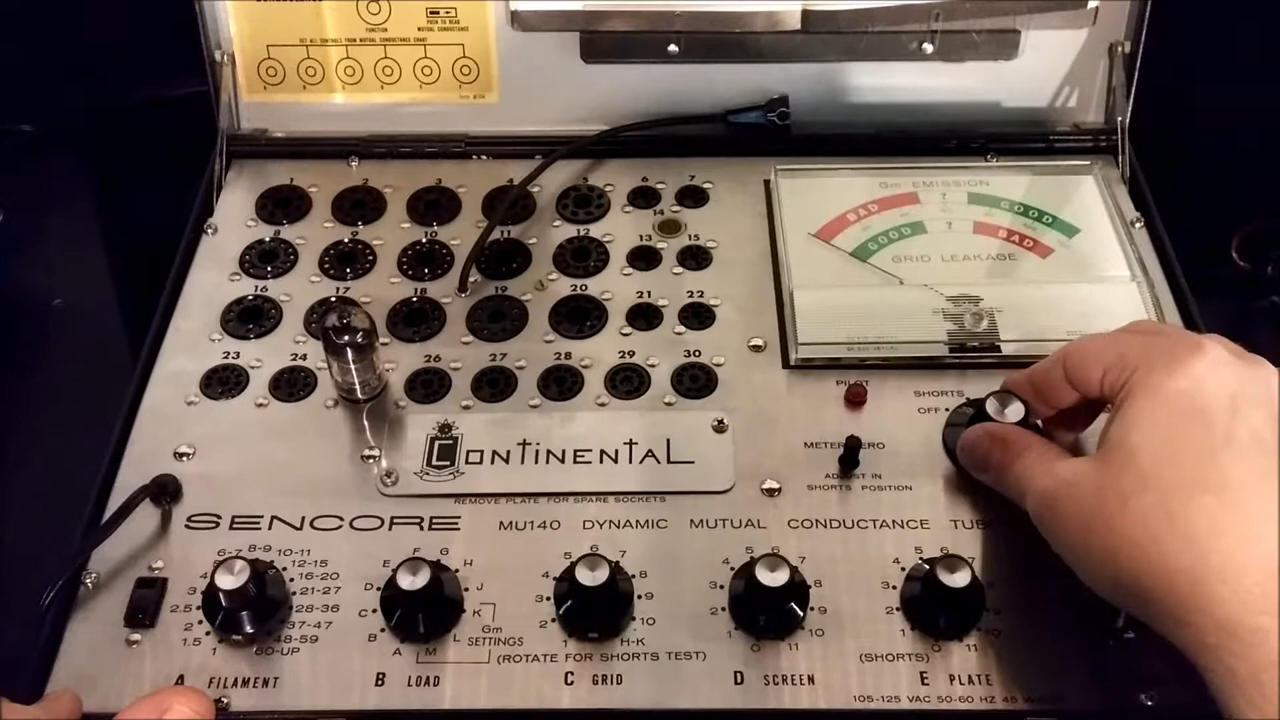 FUNCTION
PUSH TO READ
MUTUAL CONDUCTANCE
SET ALL CONTROLS FROM MUTUAL CONDUCTANCE CHART
1 2 3 4 5 6 7
8 9 10 11 12 13 14 15
16 17 18 19 20 21 22
23 24 26 27 28 29 30
Gm EMISSION
BAD ? GOOD
GOOD ? BAD
GRID LEAKAGE
PILOT
SHORTS
OFF
METER ZERO
ADJUST IN
SHORTS POSITION
CONTINENTAL
REMOVE PLATE FOR SPARE SOCKETS
SENCORE MU140 DYNAMIC MUTUAL CONDUCTANCE
1 1.5 2 2.5 3 4 6-7 8-9 10-11 12-15 16-20 21-27 28-36 37-47 48-59 60-UP
A B C D E F G H J K L M
Gm
SETTINGS
1 2 3 4 5 6 7 8 9 10 H-K
(ROTATE FOR SHORTS TEST)
0 1 2 3 4 5 6 7 8 9 10 11
0 1 2 3 4 5 6 7 11
(SHORTS)
A FILAMENT B LOAD C GRID D SCREEN E PLATE
105-125 VAC 50-60 HZ 45